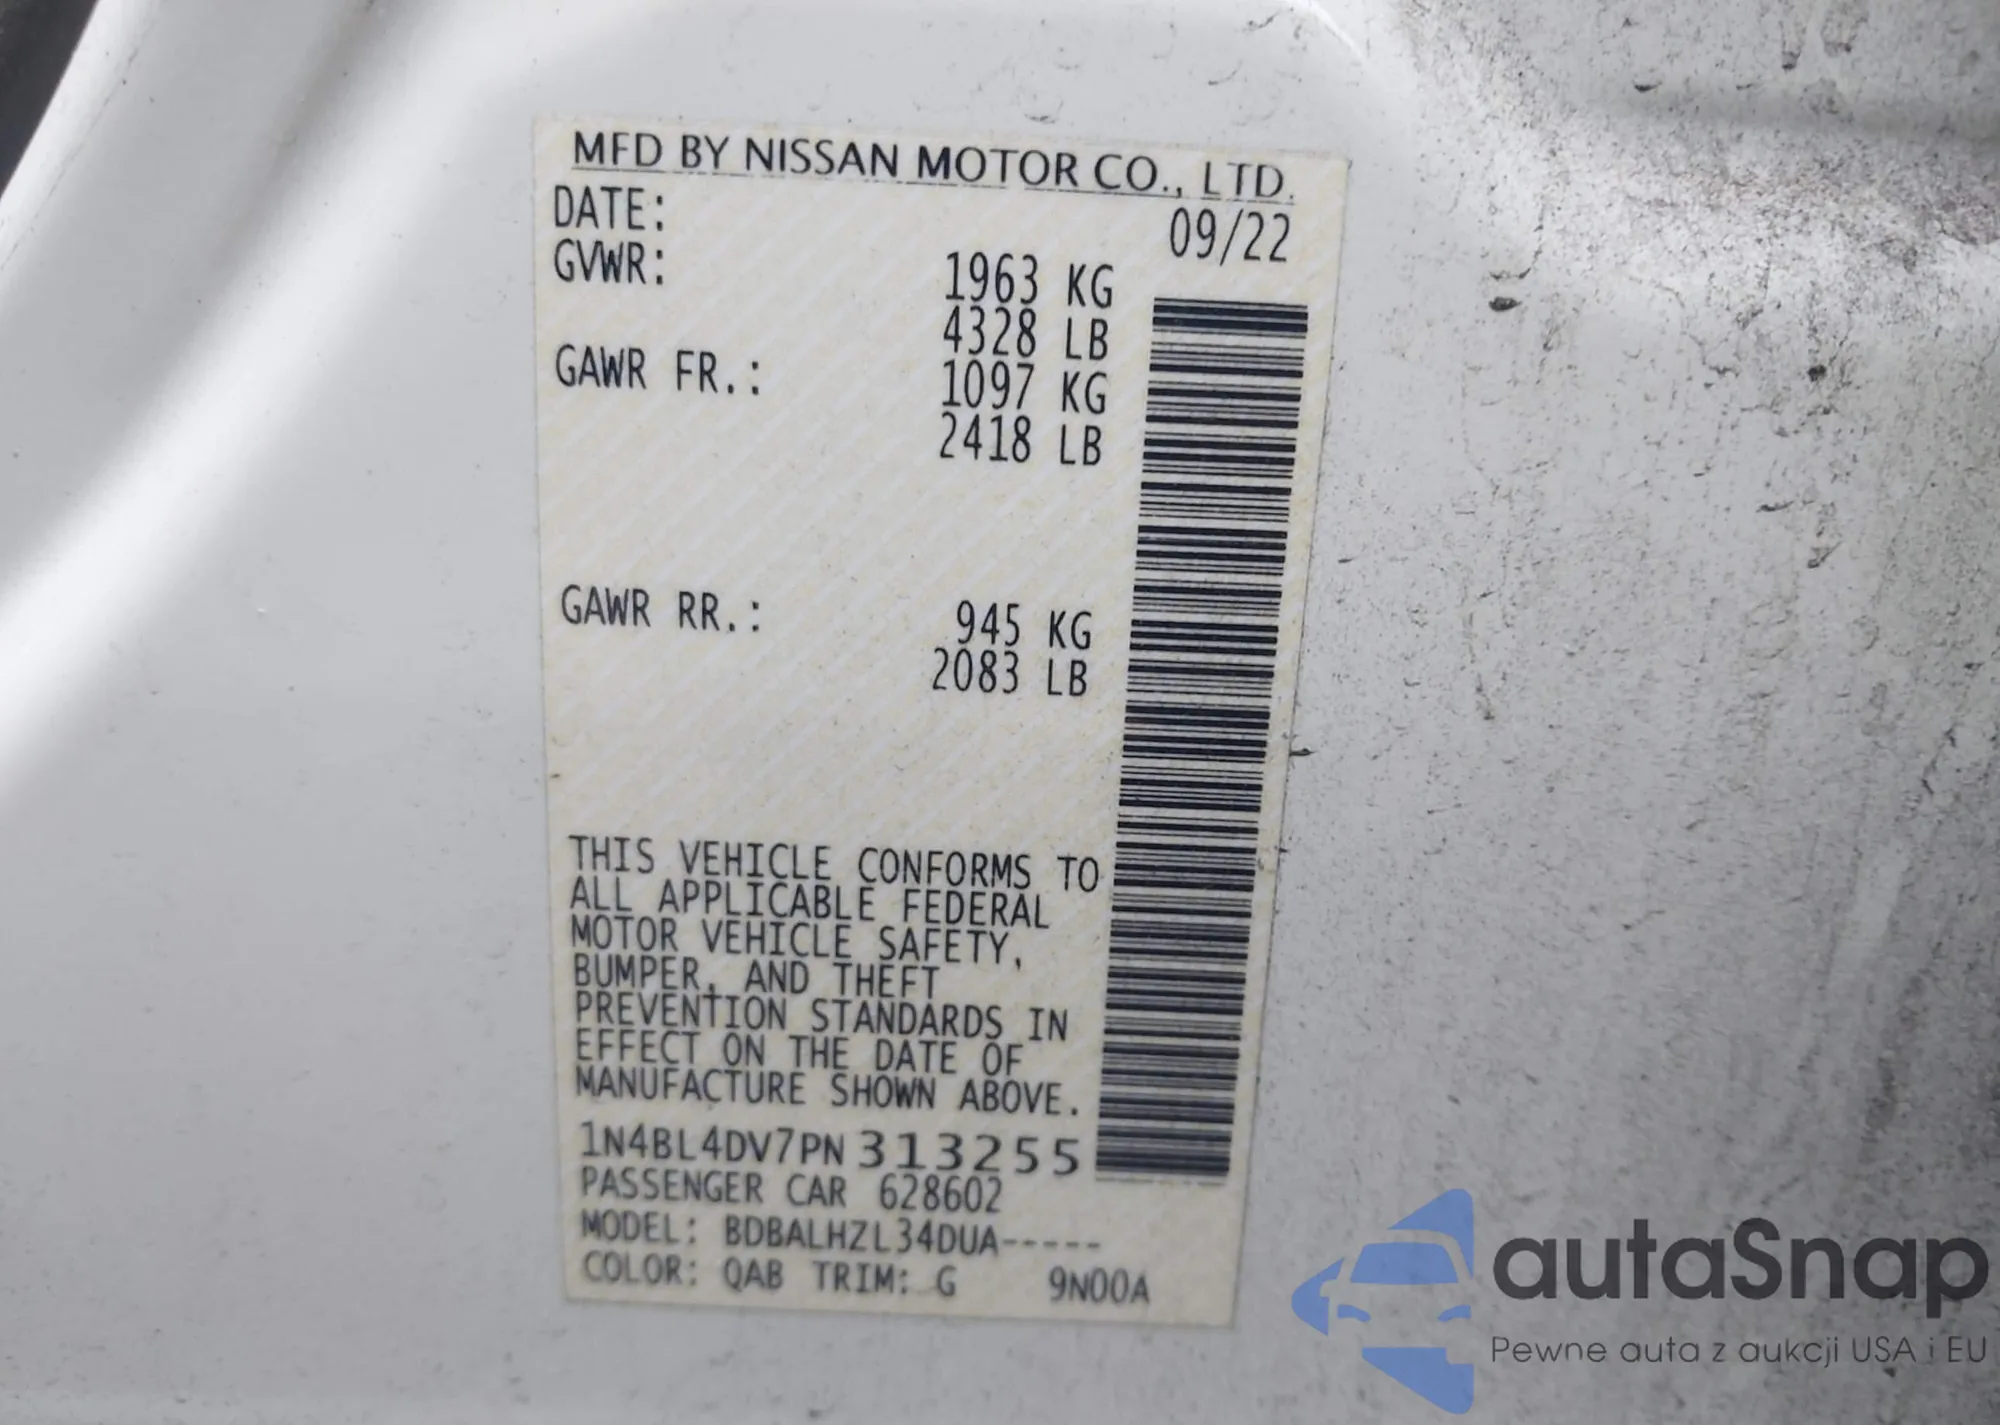 MFD BY NISSAN MOTOR CO., LTD.
DATE: 09/22
GVWR: 1963 KG
4328 LB
GAWR FR.: 1097 KG
2418 LB
GAWR RR.: 945 KG
2083 LB
THIS VEHICLE CONFORMS TO
ALL APPLICABLE FEDERAL
MOTOR VEHICLE SAFETY,
BUMPER, AND THEFT
PREVENTION STANDARDS IN
EFFECT ON THE DATE OF
MANUFACTURE SHOWN ABOVE.
1N4BL4DV7PN313255
PASSENGER CAR 628602
MODEL: BDBALHZL34DUA-----
COLOR: QAB TRIM: G 9N00A
autaSnap
Pewne auta z aukcji USA i EU